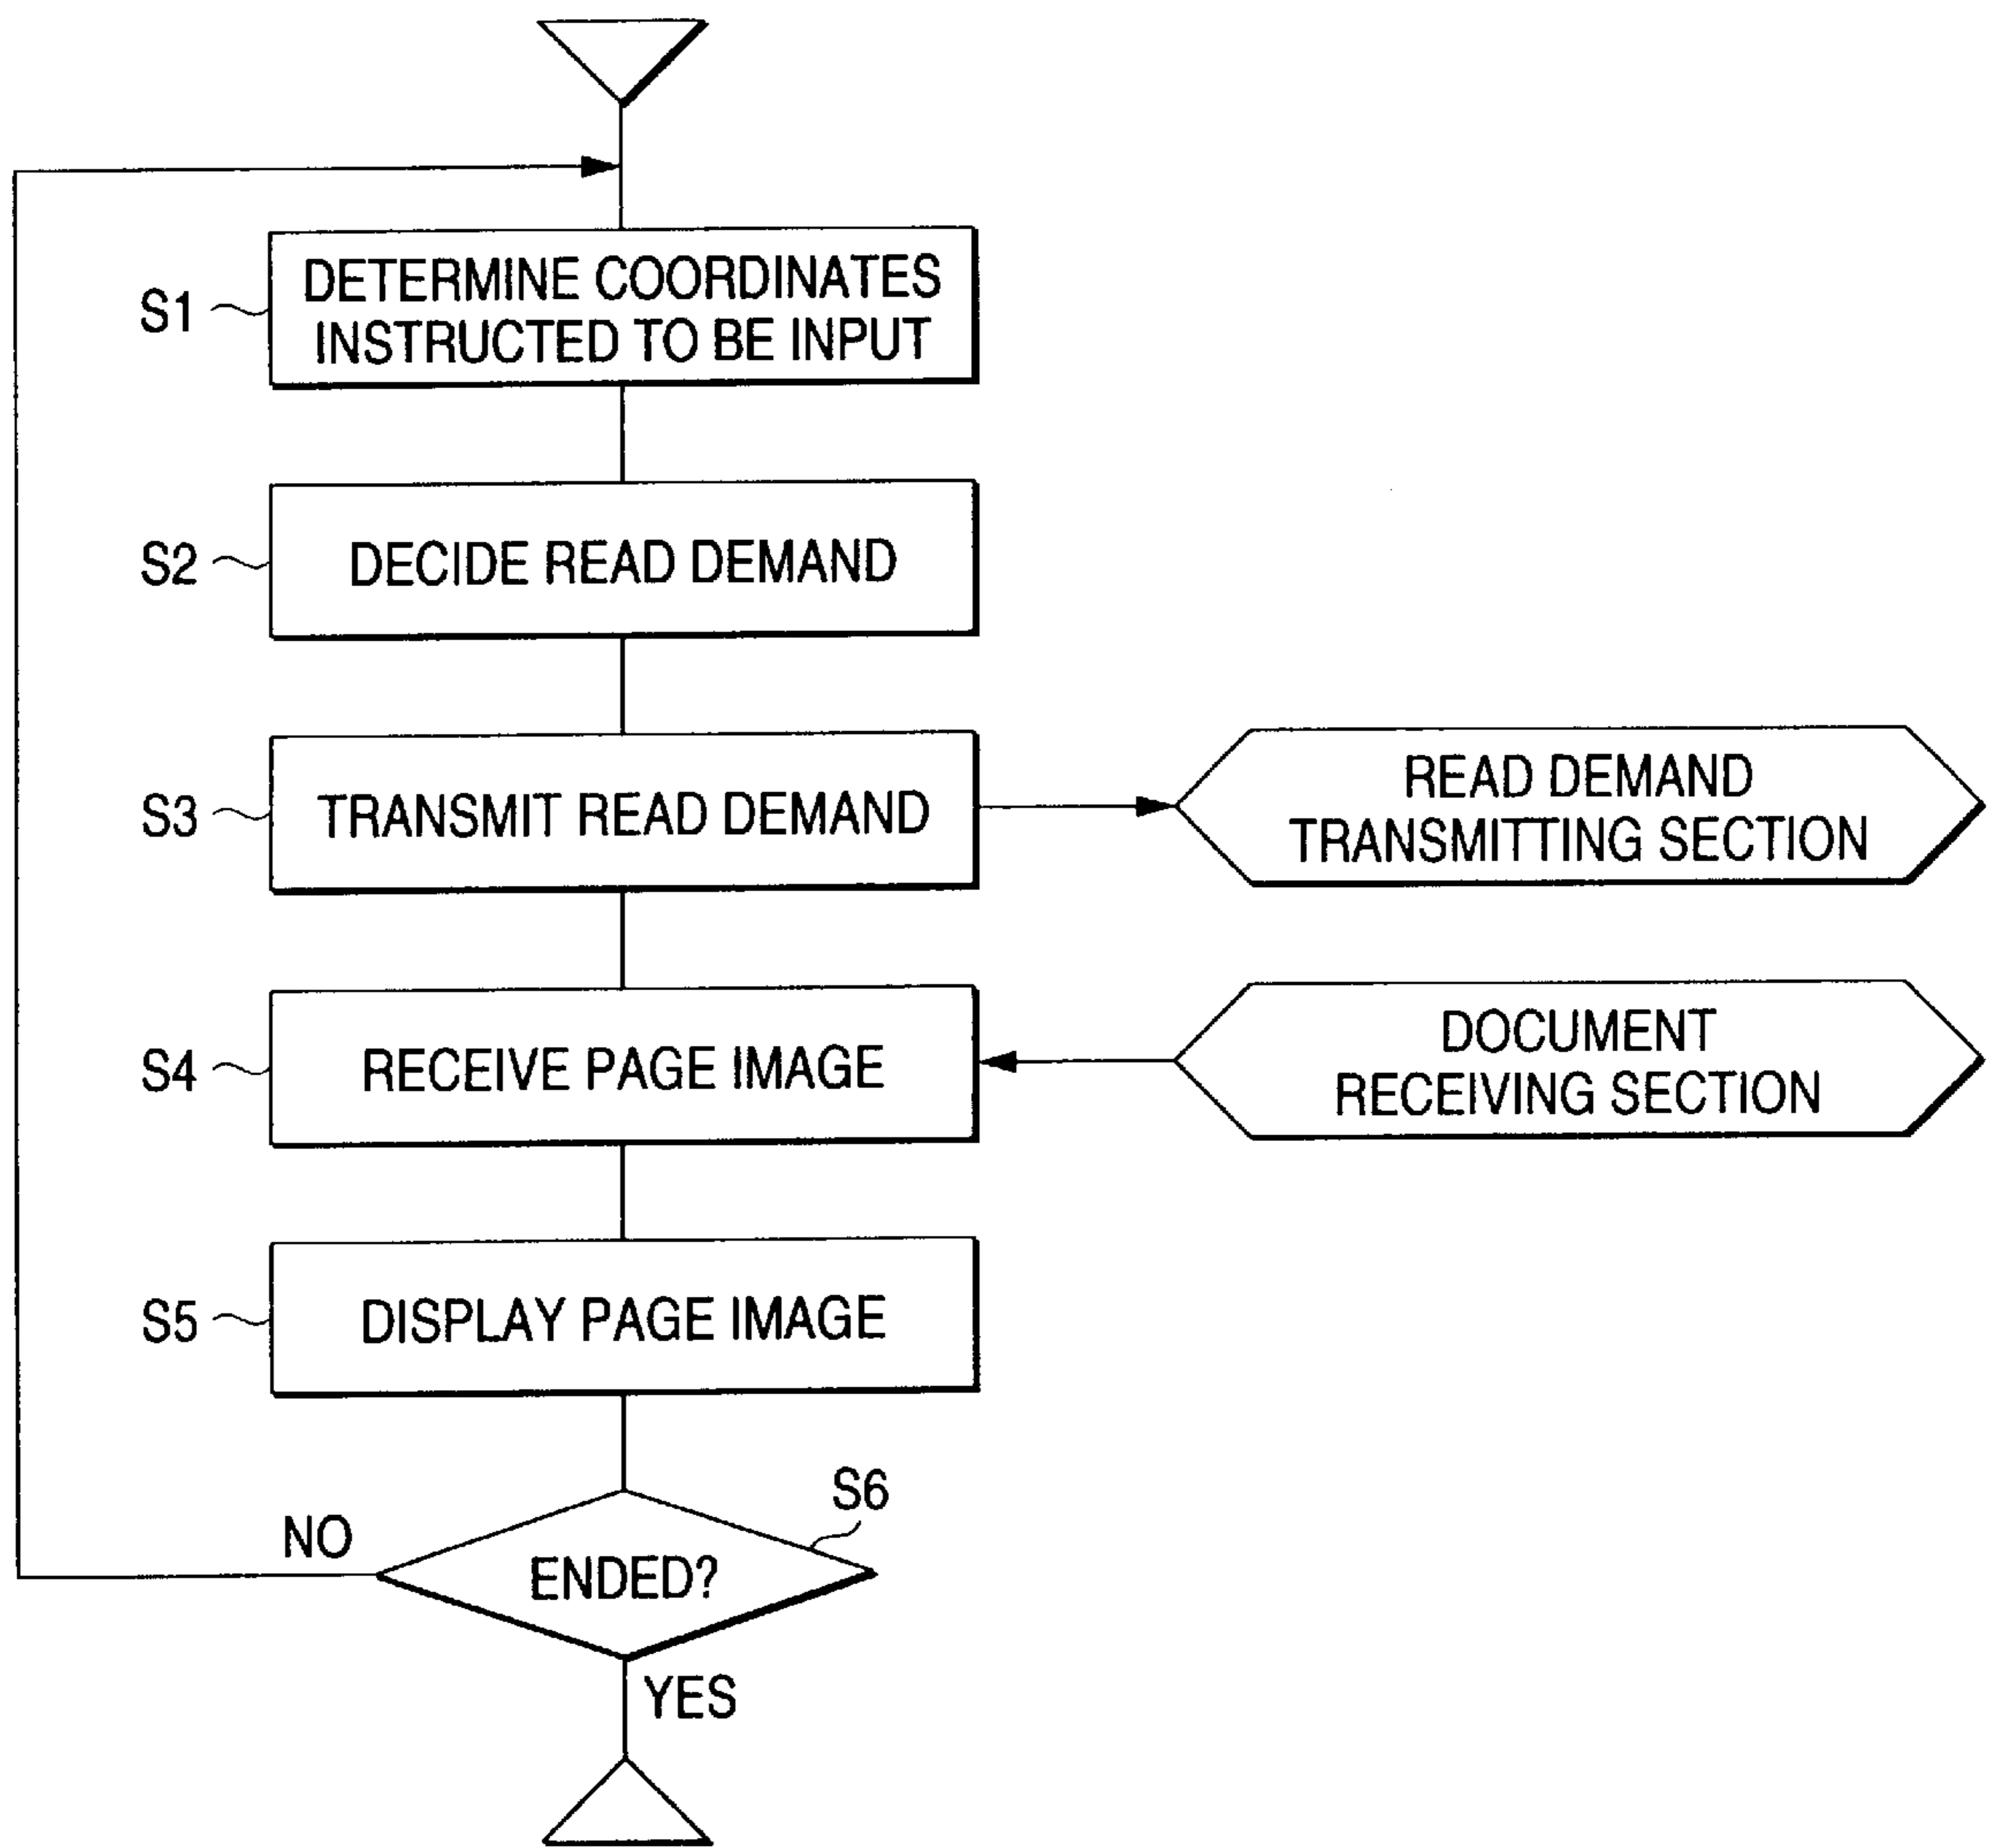 S1
DETERMINE COORDINATES
INSTRUCTED TO BE INPUT
S2
DECIDE READ DEMAND
S3
TRANSMIT READ DEMAND
READ DEMAND
TRANSMITTING SECTION
S4
RECEIVE PAGE IMAGE
DOCUMENT
RECEIVING SECTION
S5
DISPLAY PAGE IMAGE
S6
NO
ENDED?
YES